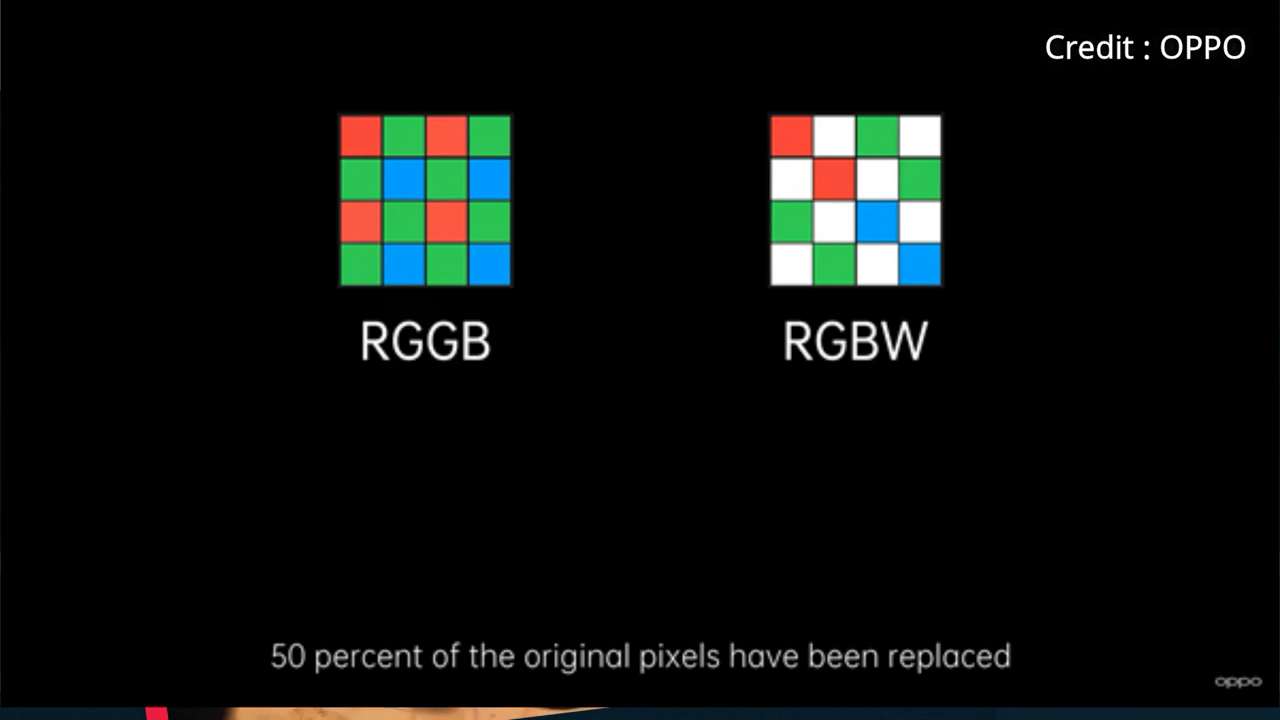 Credit : OPPO
RGGB
RGBW
50 percent of the original pixels have been replaced
oppo